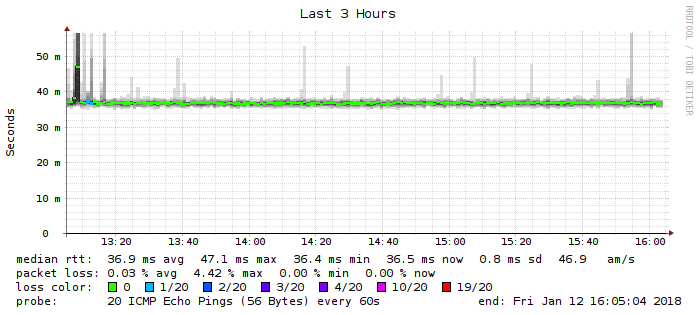 Last 3 Hours
RRDTOOL / TOBI OETIKER
Seconds
50 m
40 m
30 m
20 m
10 m
0
13:20 13:40 14:00 14:20 14:40 15:00 15:20 15:40 16:00
median rtt: 36.9 ms avg 47.1 ms max 36.4 ms min 36.5 ms now 0.8 ms sd 46.9 am/s
packet loss: 0.03 % avg 4.42 % max 0.00 % min 0.00 % now
loss color: 0 1/20 2/20 3/20 4/20 10/20 19/20
probe: 20 ICMP Echo Pings (56 Bytes) every 60s end: Fri Jan 12 16:05:04 2018